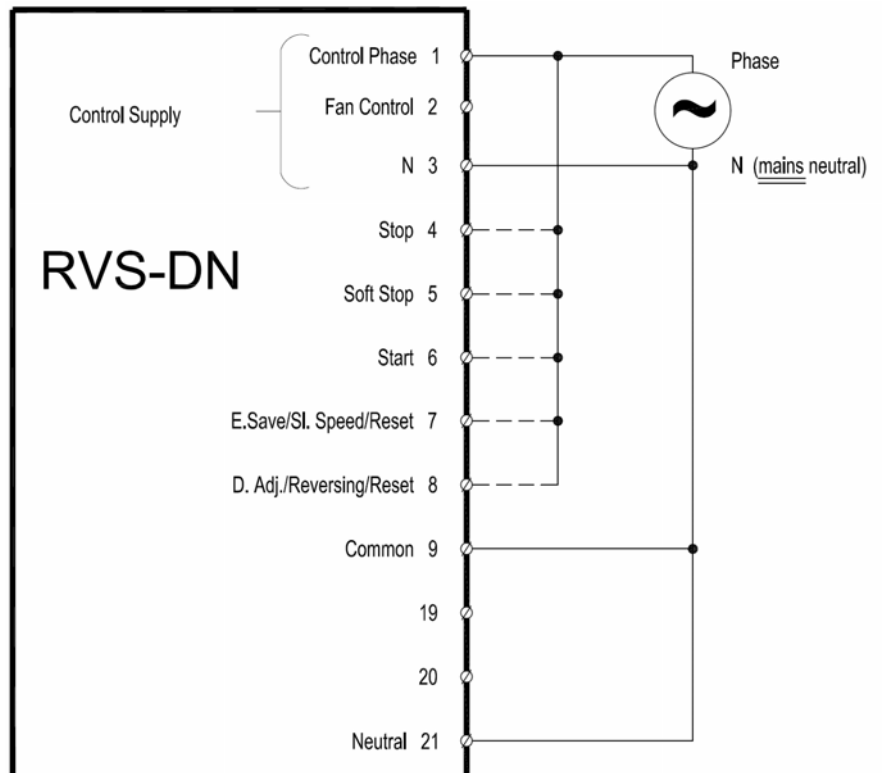 Control Phase 1
Phase
Fan Control 2
Control Supply
N 3
N (mains neutral)
Stop 4
RVS-DN
Soft Stop 5
Start 6
E.Save/Sl. Speed/Reset 7
D. Adj./Reversing/Reset 8
Common 9
19
20
Neutral 21